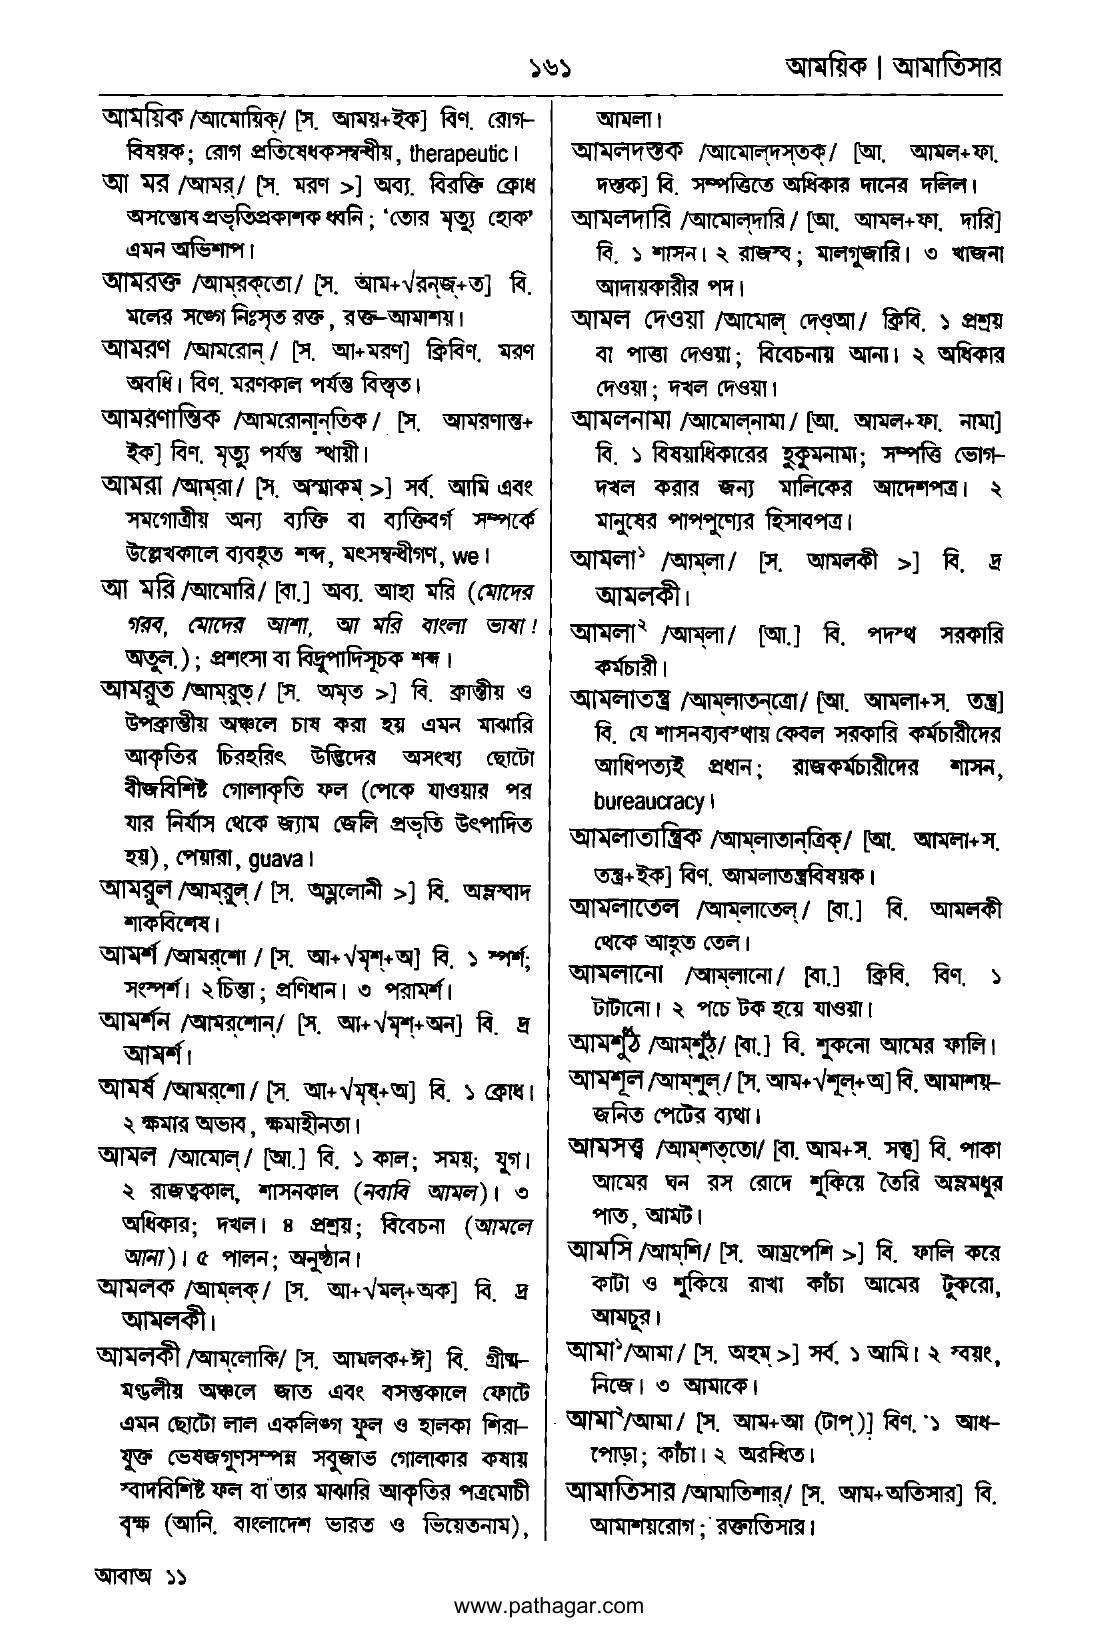 ১৬১
আময়িক | আমাতিসার
আময়িক /আমোয়িক্/ [স. আময়+ইক] বিণ. রোগ-
বিষয়ক; রোগ প্রতিষেধকসম্বন্ধীয়, therapeutic।
আ মর /আমর্/ [স. মরণ >] অব্য. বিরক্তি ক্রোধ
অসন্তোষ প্রভৃতিপ্রকাশক ধ্বনি; ‘তোর মৃত্যু হোক’
এমন অভিশাপ।
আমরক্ত /আম্‌রক্‌তো/ [স. আম+√রন্‌জ্+ত] বি.
মলের সঙ্গে নিঃসৃত রক্ত, রক্ত-আমাশয়।
আমরণ /আমরোন্/ [স. আ+মরণ] ক্রিবিণ. মরণ
অবধি। বিণ. মরণকাল পর্যন্ত বিস্তৃত।
আমরণান্তিক /আমরোনান্‌তিক/ [স. আমরণান্ত+
ইক] বিণ. মৃত্যু পর্যন্ত স্থায়ী।
আমরা /আম্‌রা/ [স. অস্মাকম্ >] সর্ব. আমি এবং
সমগোত্রীয় অন্য ব্যক্তি বা ব্যক্তিবর্গ সম্পর্কে
উল্লেখকালে ব্যবহৃত শব্দ, মৎসম্বন্ধীগণ, we।
আ মরি /আমোরি/ [বা.] অব্য. আহা মরি (মোদের
গরব, মোদের আশা, আ মরি বাংলা ভাষা!
অতুল.); প্রশংসা বা বিদ্রুপাদিসূচক শব্দ।
আমরুত /আম্‌রুত্/ [স. অমৃত >] বি. ক্রান্তীয় ও
উপক্রান্তীয় অঞ্চলে চাষ করা হয় এমন মাঝারি
আকৃতির চিরহরিৎ উদ্ভিদের অসংখ্য ছোটো
বীজবিশিষ্ট গোলাকৃতি ফল (পেকে যাওয়ার পর
যার নির্যাস থেকে জ্যাম জেলি প্রভৃতি উৎপাদিত
হয়), পেয়ারা, guava।
আমরুল /আম্‌রুল্/ [স. অম্ললোনী >] বি. অম্লস্বাদ
শাকবিশেষ।
আমর্শ /আমর্‌শো/ [স. আ+√মৃশ্+অ] বি. ১ স্পর্শ;
সংস্পর্শ। ২ চিন্তা; প্রণিধান। ৩ পরামর্শ।
আমর্শন /আমর্‌শোন্/ [স. আ+√মৃশ্+অন] বি. দ্র
আমর্শ।
আমর্ষ /আমর্‌শো/ [স. আ+√মৃষ্+অ] বি. ১ ক্রোধ।
২ ক্ষমার অভাব, ক্ষমাহীনতা।
আমল /আমোল্/ [আ.] বি. ১ কাল; সময়; যুগ।
২ রাজত্বকাল, শাসনকাল (নবাবি আমল)। ৩
অধিকার; দখল। ৪ প্রশ্রয়; বিবেচনা (আমলে
আনা)। ৫ পালন; অনুষ্ঠান।
আমলক /আম্‌লক্/ [স. আ+√মল্+অক] বি. দ্র
আমলকী।
আমলকী /আম্‌লোকি/ [স. আমলক+ঈ] বি. গ্রীষ্ম-
মণ্ডলীয় অঞ্চলে জাত এবং বসন্তকালে ফোটে
এমন ছোটো লাল একলিঙ্গ ফুল ও হালকা শিরা-
যুক্ত ভেষজগুণসম্পন্ন সবুজাভ গোলাকার কষায়
স্বাদবিশিষ্ট ফল বা তার মাঝারি আকৃতির পত্রমোচী
বৃক্ষ (আনি. বাংলাদেশ ভারত ও ভিয়েতনাম),
আমলা।
আমলদস্তক /আমোল্‌দস্‌তক্/ [আ. আমল+ফা.
দস্তক] বি. সম্পত্তিতে অধিকার দানের দলিল।
আমলদারি /আমোল্‌দারি/ [আ. আমল+ফা. দারি]
বি. ১ শাসন। ২ রাজস্ব; মালগুজারি। ৩ খাজনা
আদায়কারীর পদ।
আমল দেওয়া /আমোল্ দেওআ/ ক্রিবি. ১ প্রশ্রয়
বা পাত্তা দেওয়া; বিবেচনায় আনা। ২ অধিকার
দেওয়া; দখল দেওয়া।
আমলনামা /আমোল্‌নামা/ [আ. আমল+ফা. নামা]
বি. ১ বিষয়াধিকারের হুকুমনামা; সম্পত্তি ভোগ-
দখল করার জন্য মালিকের আদেশপত্র। ২
মানুষের পাপপুণ্যের হিসাবপত্র।
আমলা¹ /আম্‌লা/ [স. আমলকী >] বি. দ্র
আমলকী।
আমলা² /আম্‌লা/ [আ.] বি. পদস্থ সরকারি
কর্মচারী।
আমলাতন্ত্র /আম্‌লাতন্‌ত্রো/ [আ. আমলা+স. তন্ত্র]
বি. যে শাসনব্যবস্থায় কেবল সরকারি কর্মচারীদের
আধিপত্যই প্রধান; রাজকর্মচারীদের শাসন,
bureaucracy।
আমলাতান্ত্রিক /আম্‌লাতান্‌ত্রিক্/ [আ. আমলা+স.
তন্ত্র+ইক] বিণ. আমলাতন্ত্রবিষয়ক।
আমলাতেল /আম্‌লাতেল্/ [বা.] বি. আমলকী
থেকে আহৃত তেল।
আমলানো /আম্‌লানো/ [বা.] ক্রিবি. বিণ. ১
টাটানো। ২ পচে টক হয়ে যাওয়া।
আমশুঁঠ /আম্‌শুঁঠ্/ [বা.] বি. শুকনো আমের ফালি।
আমশূল /আম্‌শুল্/ [স. আম+√শূল্+অ] বি. আমাশয়-
জনিত পেটের ব্যথা।
আমসত্ত্ব /আম্‌শত্‌তো/ [বা. আম+স. সত্ত্ব] বি. পাকা
আমের ঘন রস রোদে শুকিয়ে তৈরি অম্লমধুর
পাত, আমট।
আমসি /আম্‌শি/ [স. আম্রপেশি >] বি. ফালি করে
কাটা ও শুকিয়ে রাখা কাঁচা আমের টুকরো,
আমচুর।
আমা¹/আমা/ [স. অহম্ >] সর্ব. ১ আমি। ২ স্বয়ং,
নিজে। ৩ আমাকে।
আমা²/আমা/ [স. আম+আ (টাপ্)] বিণ. ১ আধ-
পোড়া; কাঁচা। ২ অরন্ধিত।
আমাতিসার /আমাতিশার্/ [স. আম+অতিসার] বি.
আমাশয়রোগ; রক্তাতিসার।
আবাঅ ১১
www.pathagar.com